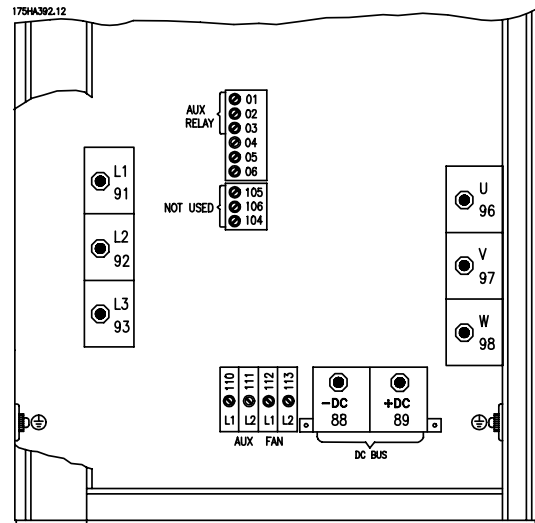 175HA392.12
AUX
RELAY
01
02
03
04
05
06
NOT USED
105
106
104
L1
91
L2
92
L3
93
U
96
V
97
W
98
110 111 112 113
L1 L2 L1 L2
AUX FAN
-DC +DC
88 89
DC BUS